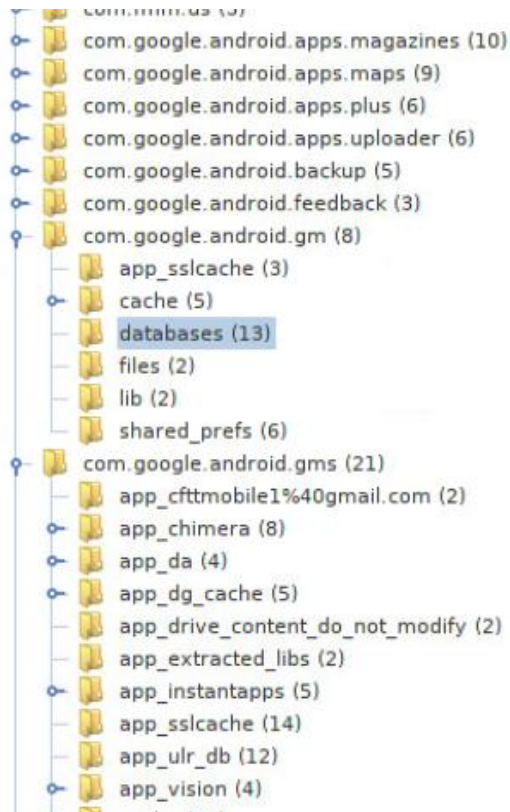 com.google.android.apps.magazines (10)
com.google.android.apps.maps (9)
com.google.android.apps.plus (6)
com.google.android.apps.uploader (6)
com.google.android.backup (5)
com.google.android.feedback (3)
com.google.android.gm (8)
app_sslcache (3)
cache (5)
databases (13)
files (2)
lib (2)
shared_prefs (6)
com.google.android.gms (21)
app_cfttmobile1%40gmail.com (2)
app_chimera (8)
app_da (4)
app_dg_cache (5)
app_drive_content_do_not_modify (2)
app_extracted_libs (2)
app_instantapps (5)
app_sslcache (14)
app_ulr_db (12)
app_vision (4)